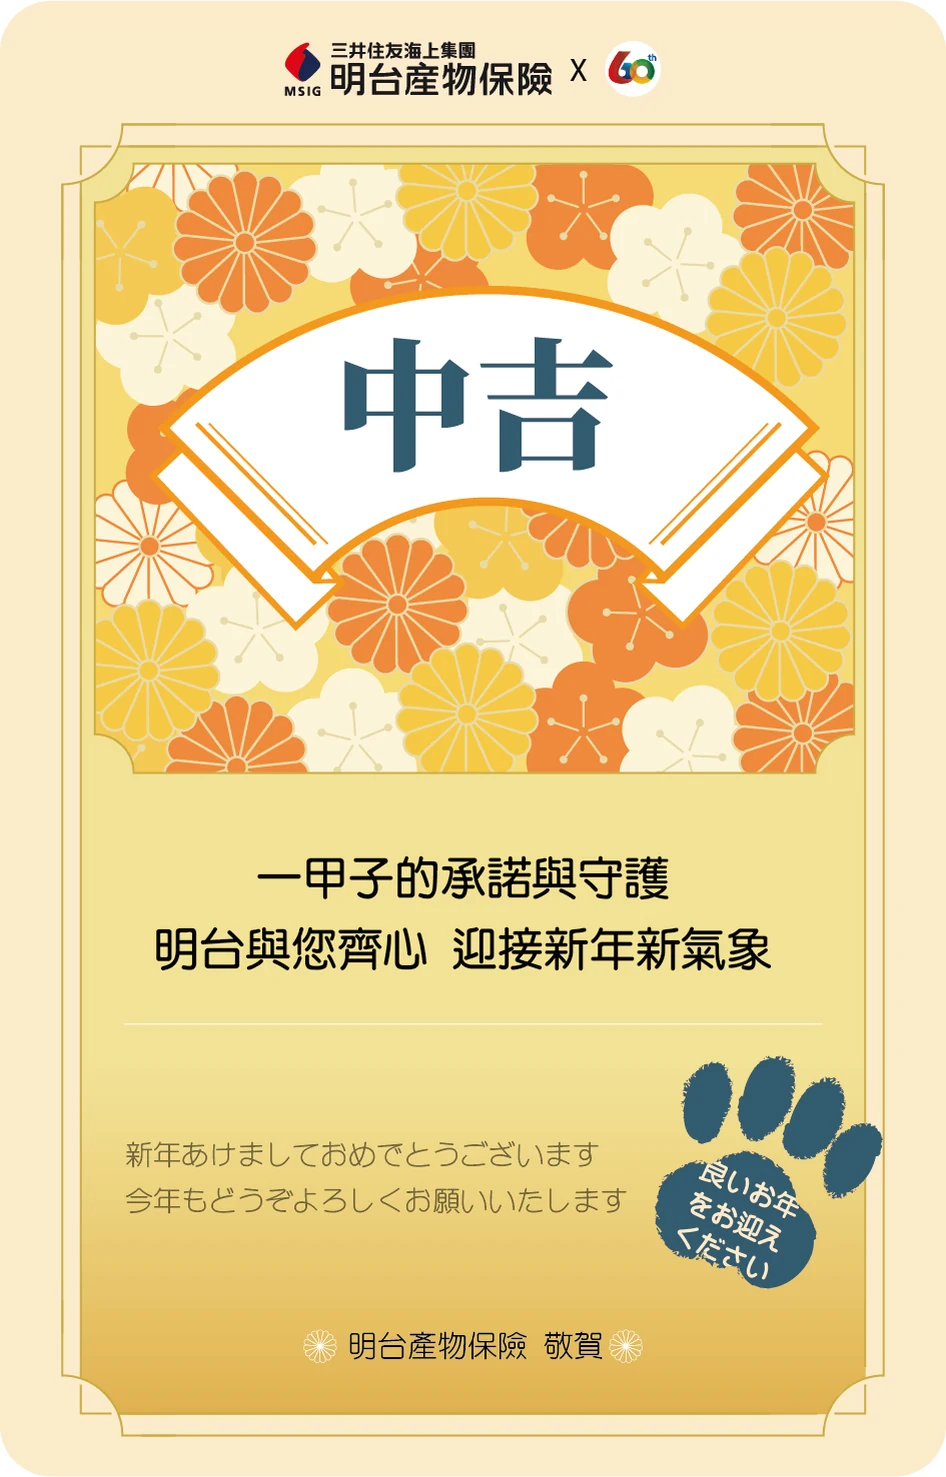 三井住友海上集團
明台產物保險
MSIG
X
60th
中吉
一甲子的承諾與守護
明台與您齊心 迎接新年新氣象
新年あけましておめでとうございます
今年もどうぞよろしくお願いいたします
良いお年
をお迎え
ください
明台產物保險 敬賀